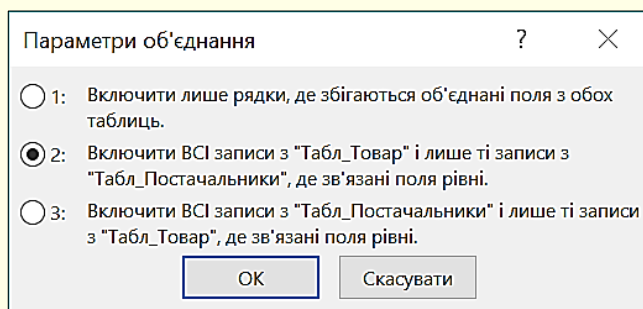 Параметри об'єднання ?
1: Включити лише рядки, де збігаються об'єднані поля з обох
таблиць.
2: Включити ВСІ записи з "Табл_Товар" і лише ті записи з
"Табл_Постачальники", де зв'язані поля рівні.
3: Включити ВСІ записи з "Табл_Постачальники" і лише ті записи
з "Табл_Товар", де зв'язані поля рівні.
OK Скасувати